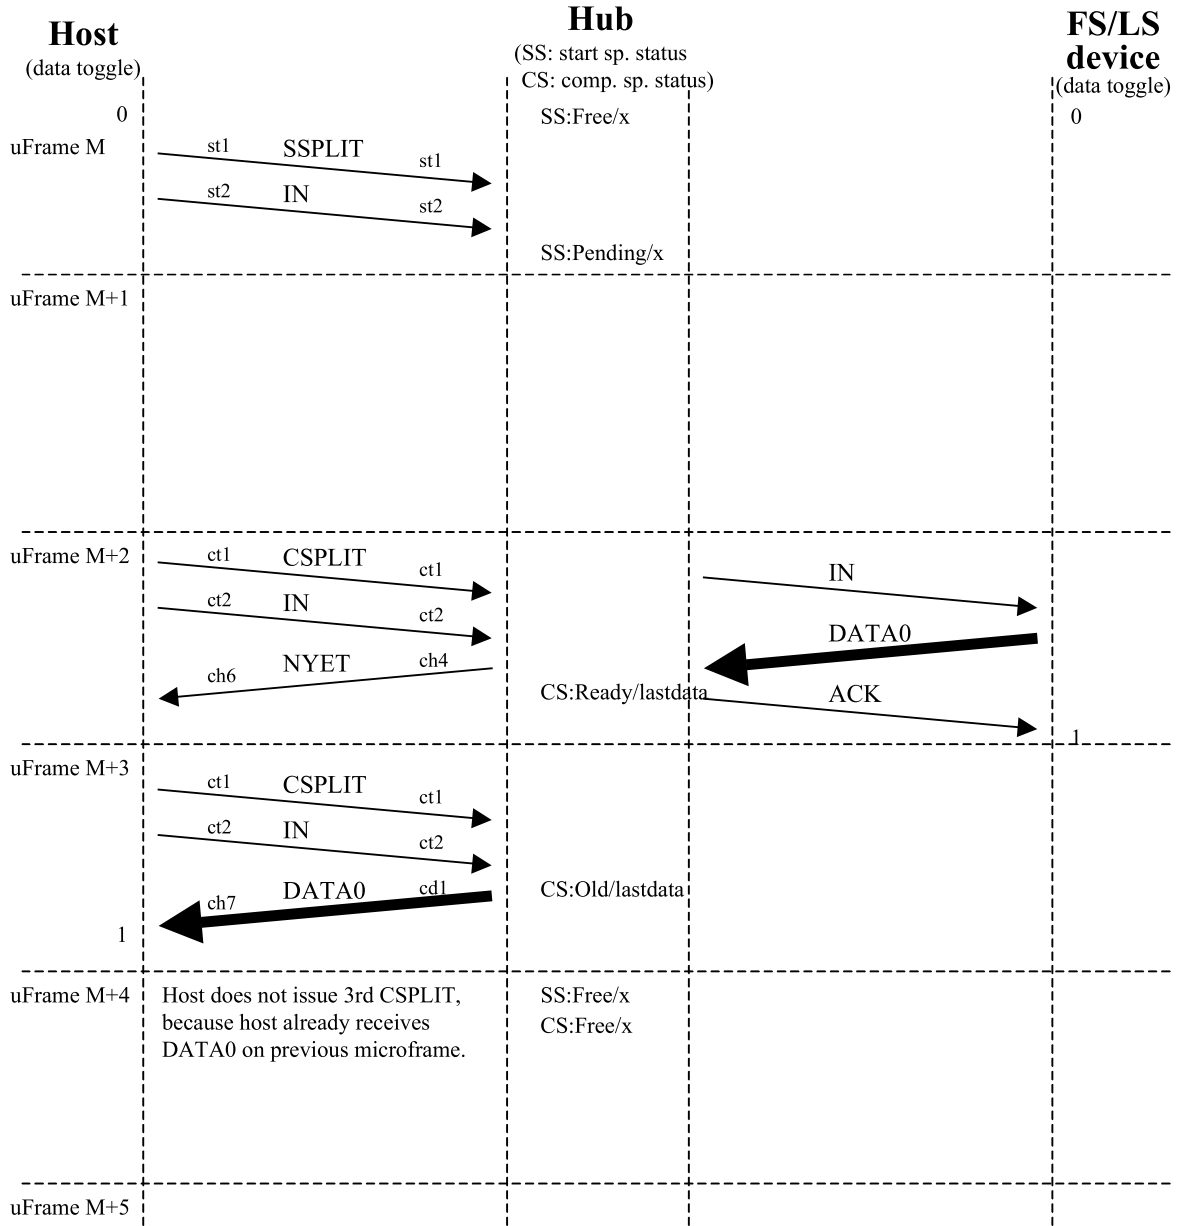 Host
(data toggle)
Hub
(SS: start sp. status
CS: comp. sp. status)
FS/LS
device
(data toggle)
0
SS:Free/x
0
uFrame M
st1
SSPLIT
st1
st2
IN
st2
SS:Pending/x
uFrame M+1
uFrame M+2
ct1
CSPLIT
ct1
IN
ct2
IN
ct2
DATA0
NYET
ch4
ch6
CS:Ready/lastdata
ACK
1
uFrame M+3
ct1
CSPLIT
ct1
ct2
IN
ct2
DATA0
cd1
CS:Old/lastdata
ch7
1
uFrame M+4
Host does not issue 3rd CSPLIT,
because host already receives
DATA0 on previous microframe.
SS:Free/x
CS:Free/x
uFrame M+5